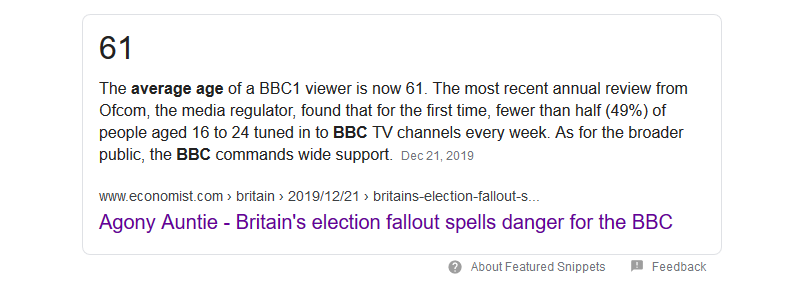 61
The average age of a BBC1 viewer is now 61. The most recent annual review from
Ofcom, the media regulator, found that for the first time, fewer than half (49%) of
people aged 16 to 24 tuned in to BBC TV channels every week. As for the broader
public, the BBC commands wide support. Dec 21, 2019
www.economist.com › britain › 2019/12/21 › britains-election-fallout-s...
Agony Auntie - Britain's election fallout spells danger for the BBC
About Featured Snippets Feedback